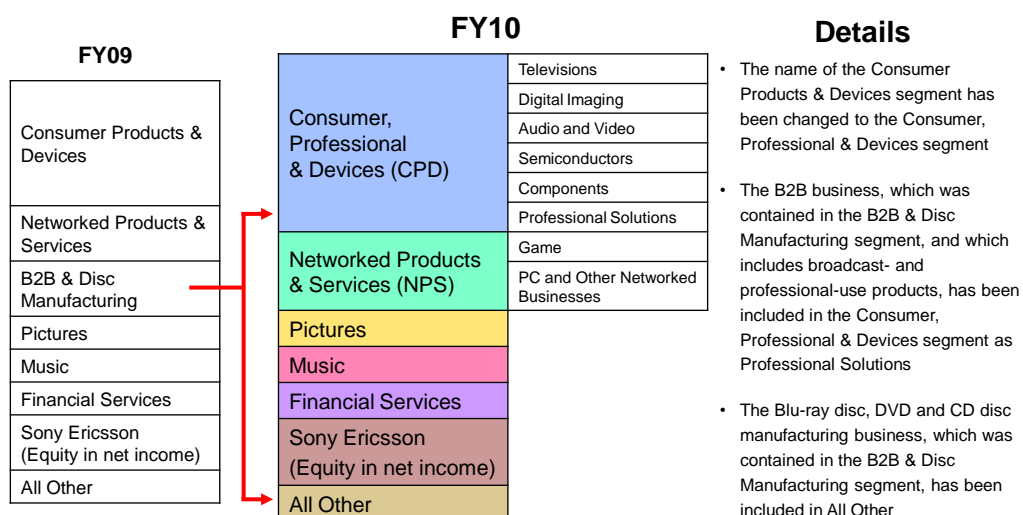 FY09
Consumer Products &
Devices
Networked Products &
Services
B2B & Disc
Manufacturing
Pictures
Music
Financial Services
Sony Ericsson
(Equity in net income)
All Other
FY10
Consumer,
Professional
& Devices (CPD)
Televisions
Digital Imaging
Audio and Video
Semiconductors
Components
Professional Solutions
Networked Products
& Services (NPS)
Game
PC and Other Networked
Businesses
Pictures
Music
Financial Services
Sony Ericsson
(Equity in net income)
All Other
Details
• The name of the Consumer
Products & Devices segment has
been changed to the Consumer,
Professional & Devices segment
• The B2B business, which was
contained in the B2B & Disc
Manufacturing segment, and which
includes broadcast- and
professional-use products, has been
included in the Consumer,
Professional & Devices segment as
Professional Solutions
• The Blu-ray disc, DVD and CD disc
manufacturing business, which was
contained in the B2B & Disc
Manufacturing segment, has been
included in All Other